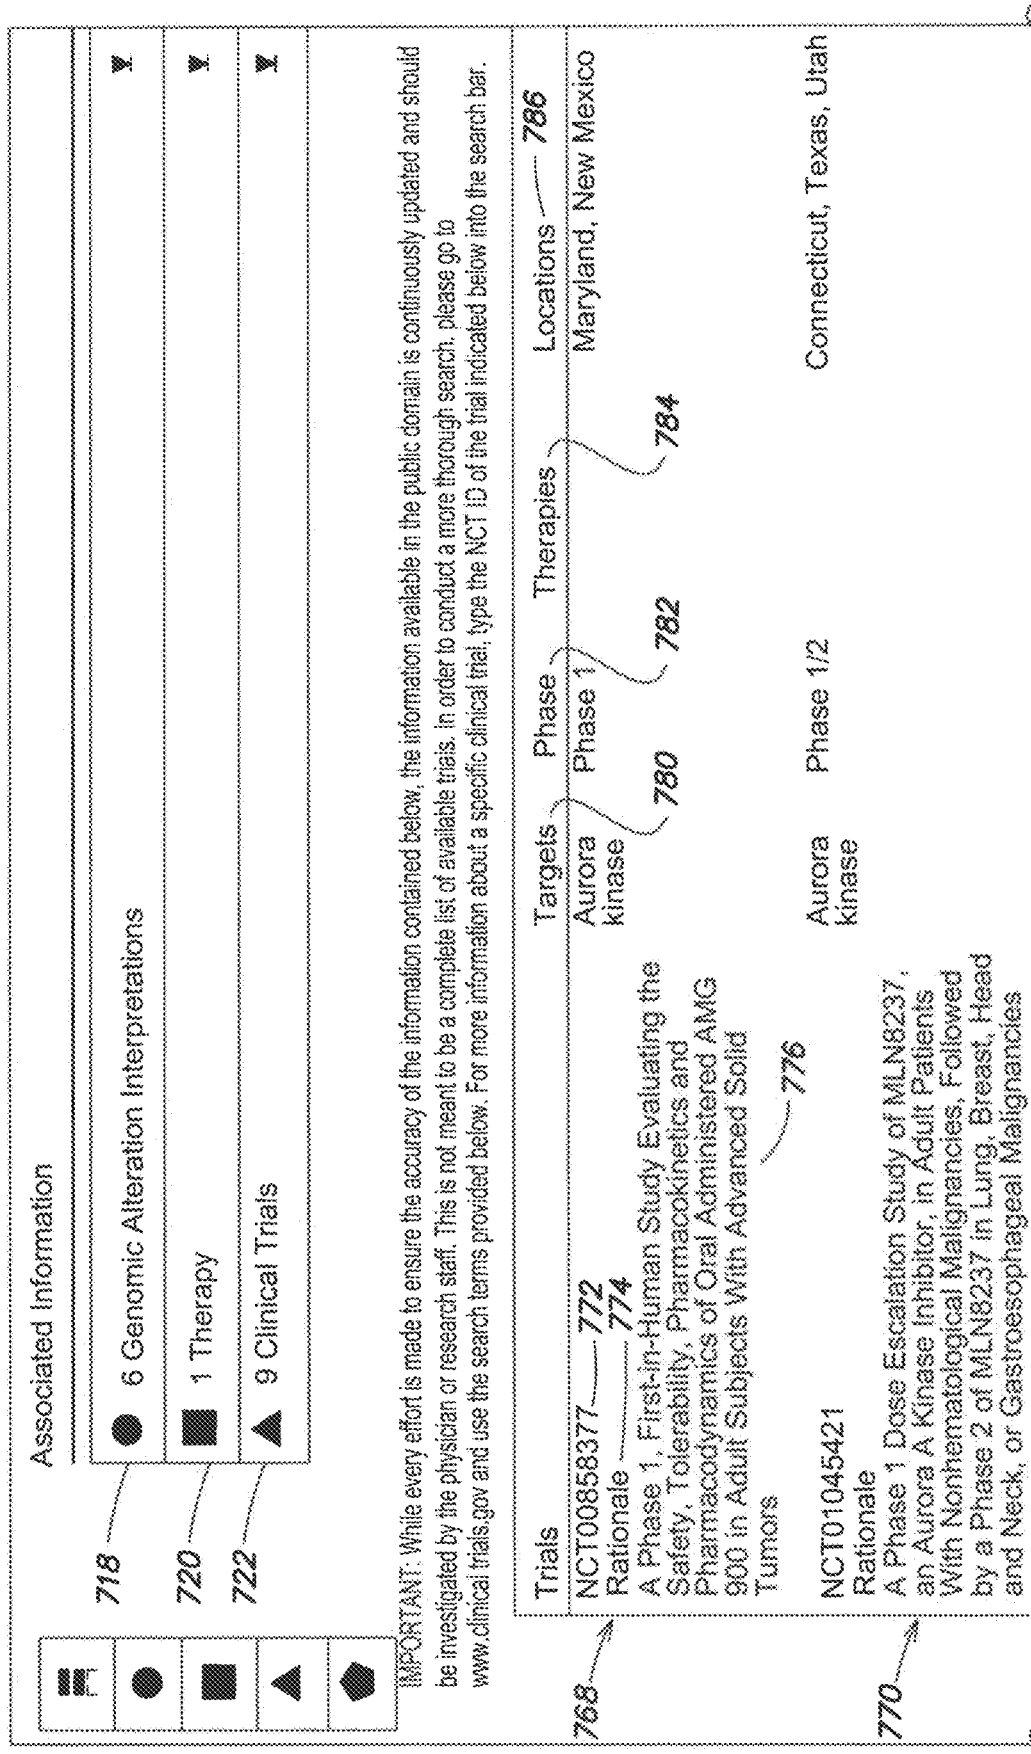 Associated Information
718
6 Genomic Alteration Interpretations
720
1 Therapy
722
9 Clinical Trials
IMPORTANT: While every effort is made to ensure the accuracy of the information contained below, the information available in the public domain is continuously updated and should
be investigated by the physician or research staff. This is not meant to be a complete list of available trials. In order to conduct a more thorough search, please go to
www.clinical trials.gov and use the search terms provided below. For more information about a specific clinical trial, type the NCT ID of the trial indicated below into the search bar.
Trials Targets Phase Therapies Locations 786
768
NCT00858377 772 Aurora Phase 1 Maryland, New Mexico
Rationale 774 kinase
A Phase 1, First-in-Human Study Evaluating the
Safety, Tolerability, Pharmacokinetics and 780 782 784
Pharmacodynamics of Oral Administered AMG
900 in Adult Subjects With Advanced Solid
Tumors 776
770
NCT01045421 Aurora Phase 1/2 Connecticut, Texas, Utah
Rationale kinase
A Phase 1 Dose Escalation Study of MLN8237,
an Aurora A Kinase Inhibitor, in Adult Patients
With Nonhematological Malignancies, Followed
by a Phase 2 of MLN8237 in Lung, Breast, Head
and Neck, or Gastroesophageal Malignancies